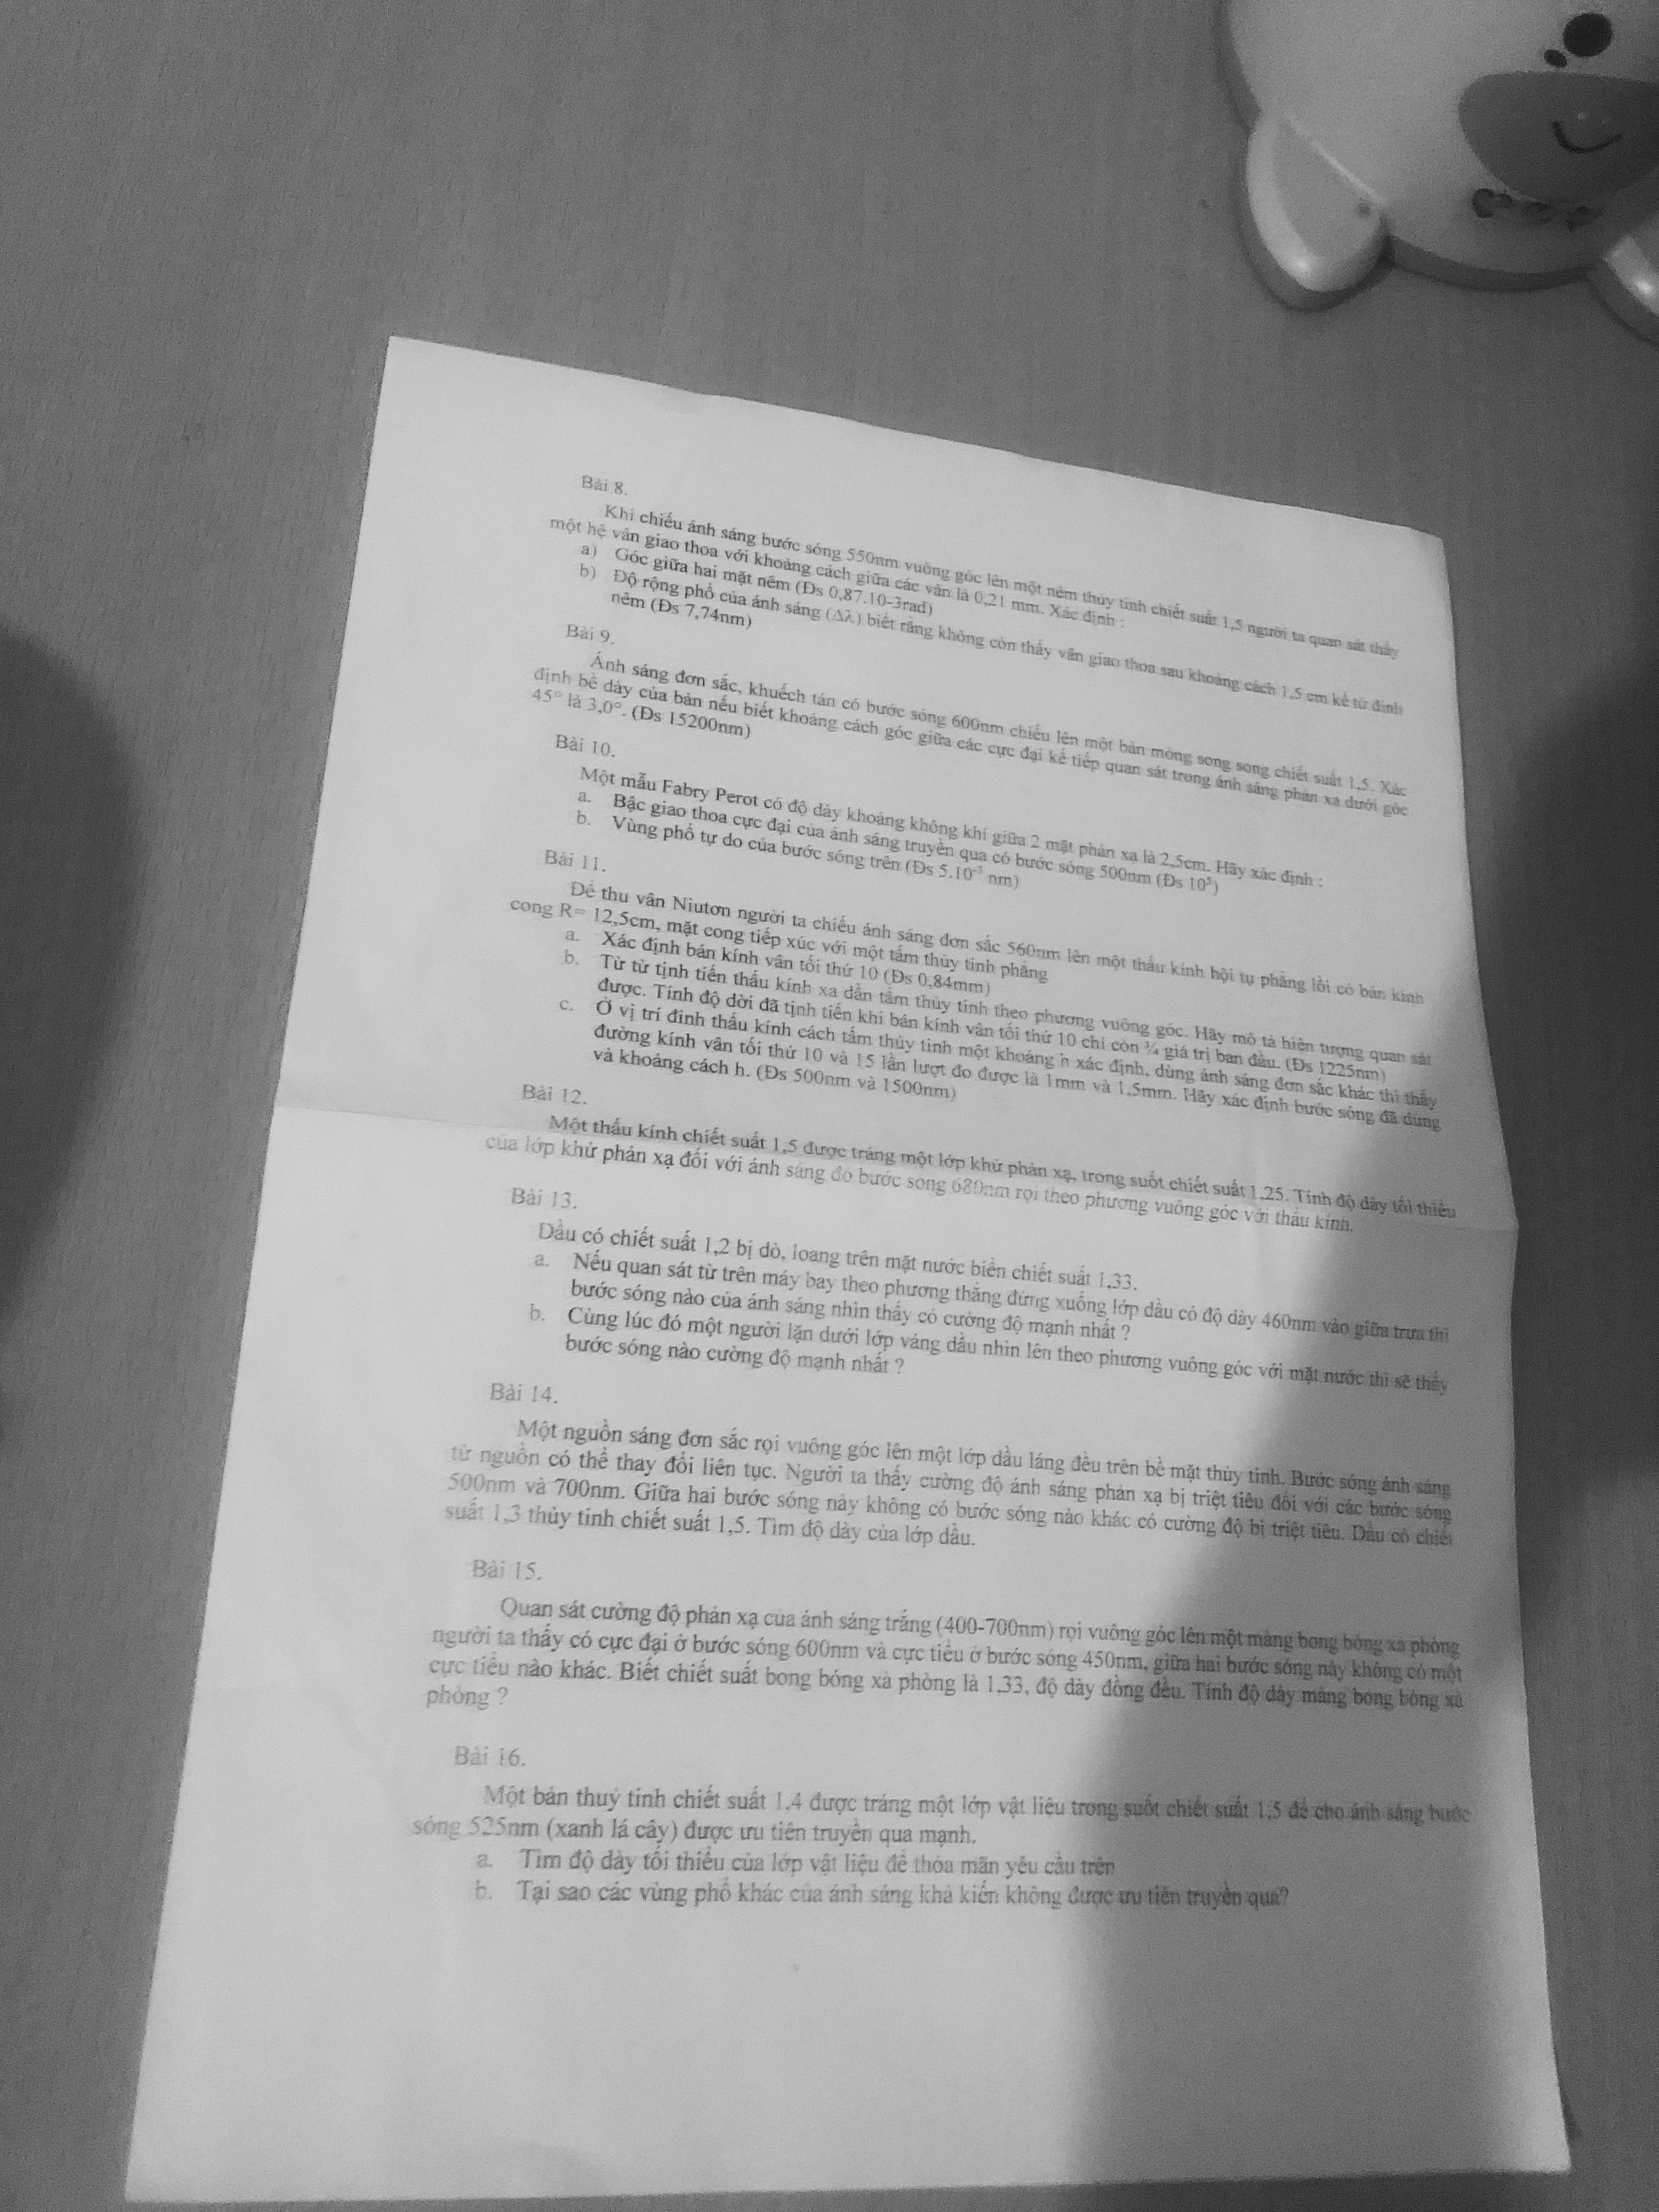 Bài 8.
Khi chiếu ánh sáng bước sóng 550nm vuông góc lên một nêm thủy tinh chiết suất 1,5 người ta quan sát thấy
một hệ vân giao thoa với khoảng cách giữa các vân là 0,21 mm. Xác định :
a) Góc giữa hai mặt nêm (Đs 0,87.10-3rad)
b) Độ rộng phổ của ánh sáng (Δλ) biết rằng không còn thấy vân giao thoa sau khoảng cách 1,5 cm kể từ đỉnh
nêm (Đs 7,74nm)
Bài 9.
Ánh sáng đơn sắc, khuếch tán có bước sóng 600nm chiếu lên một bản mỏng song song chiết suất 1,5. Xác
định bề dày của bản nếu biết khoảng cách góc giữa các cực đại kế tiếp quan sát trong ánh sáng phản xạ dưới góc
45° là 3,0°. (Đs 15200nm)
Bài 10.
Một mẫu Fabry Perot có độ dày khoảng không khí giữa 2 mặt phản xạ là 2,5cm. Hãy xác định :
a. Bậc giao thoa cực đại của ánh sáng truyền qua có bước sóng 500nm (Đs 10⁵)
b. Vùng phổ tự do của bước sóng trên (Đs 5.10⁻³ nm)
Bài 11.
Để thu vân Niutơn người ta chiếu ánh sáng đơn sắc 560nm lên một thấu kính hội tụ phẳng lồi có bán kính
cong R= 12,5cm, mặt cong tiếp xúc với một tấm thủy tinh phẳng
a. Xác định bán kính vân tối thứ 10 (Đs 0,84mm)
b. Từ từ tịnh tiến thấu kính xa dần tấm thủy tinh theo phương vuông góc. Hãy mô tả hiện tượng quan sát
được. Tính độ dời đã tịnh tiến khi bán kính vân tối thứ 10 chỉ còn ¾ giá trị ban đầu. (Đs 1225nm)
c. Ở vị trí đỉnh thấu kính cách tấm thủy tinh một khoảng h xác định, dùng ánh sáng đơn sắc khác thì thấy
đường kính vân tối thứ 10 và 15 lần lượt đo được là 1mm và 1,5mm. Hãy xác định bước sóng đã dùng
và khoảng cách h. (Đs 500nm và 1500nm)
Bài 12.
Một thấu kính chiết suất 1,5 được tráng một lớp khử phản xạ, trong suốt chiết suất 1,25. Tính độ dày tối thiểu
của lớp khử phản xạ đối với ánh sáng đỏ bước sóng 680nm rọi theo phương vuông góc với thấu kính.
Bài 13.
Dầu có chiết suất 1,2 bị dò, loang trên mặt nước biển chiết suất 1,33.
a. Nếu quan sát từ trên máy bay theo phương thẳng đứng xuống lớp dầu có độ dày 460nm vào giữa trưa thì
bước sóng nào của ánh sáng nhìn thấy có cường độ mạnh nhất ?
b. Cùng lúc đó một người lặn dưới lớp váng dầu nhìn lên theo phương vuông góc với mặt nước thì sẽ thấy
bước sóng nào cường độ mạnh nhất ?
Bài 14.
Một nguồn sáng đơn sắc rọi vuông góc lên một lớp dầu láng đều trên bề mặt thủy tinh. Bước sóng ánh sáng
từ nguồn có thể thay đổi liên tục. Người ta thấy cường độ ánh sáng phản xạ bị triệt tiêu đối với các bước sóng
500nm và 700nm. Giữa hai bước sóng này không có bước sóng nào khác có cường độ bị triệt tiêu. Dầu có chiết
suất 1,3 thủy tinh chiết suất 1,5. Tìm độ dày của lớp dầu.
Bài 15.
Quan sát cường độ phản xạ của ánh sáng trắng (400-700nm) rọi vuông góc lên một màng bong bóng xà phòng
người ta thấy có cực đại ở bước sóng 600nm và cực tiểu ở bước sóng 450nm, giữa hai bước sóng này không có một
cực tiểu nào khác. Biết chiết suất bong bóng xà phòng là 1.33, độ dày đồng đều. Tính độ dày màng bong bóng xà
phòng ?
Bài 16.
Một bản thuỷ tinh chiết suất 1.4 được tráng một lớp vật liệu trong suốt chiết suất 1,5 để cho ánh sáng bước
sóng 525nm (xanh lá cây) được ưu tiên truyền qua mạnh.
a. Tìm độ dày tối thiểu của lớp vật liệu để thỏa mãn yêu cầu trên
b. Tại sao các vùng phổ khác của ánh sáng khả kiến không được ưu tiên truyền qua?